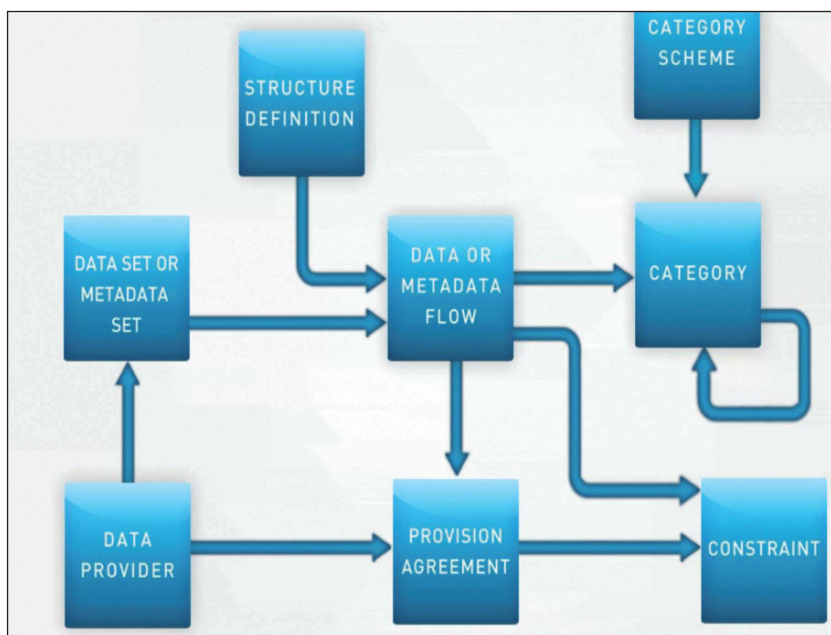 CATEGORY
SCHEME
STRUCTURE
DEFINITION
DATA SET OR
METADATA
SET
DATA OR
METADATA
FLOW
CATEGORY
DATA
PROVIDER
PROVISION
AGREEMENT
CONSTRAINT